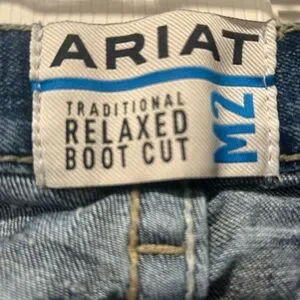 ARIAT
TRADITIONAL
RELAXED
BOOT CUT
M2